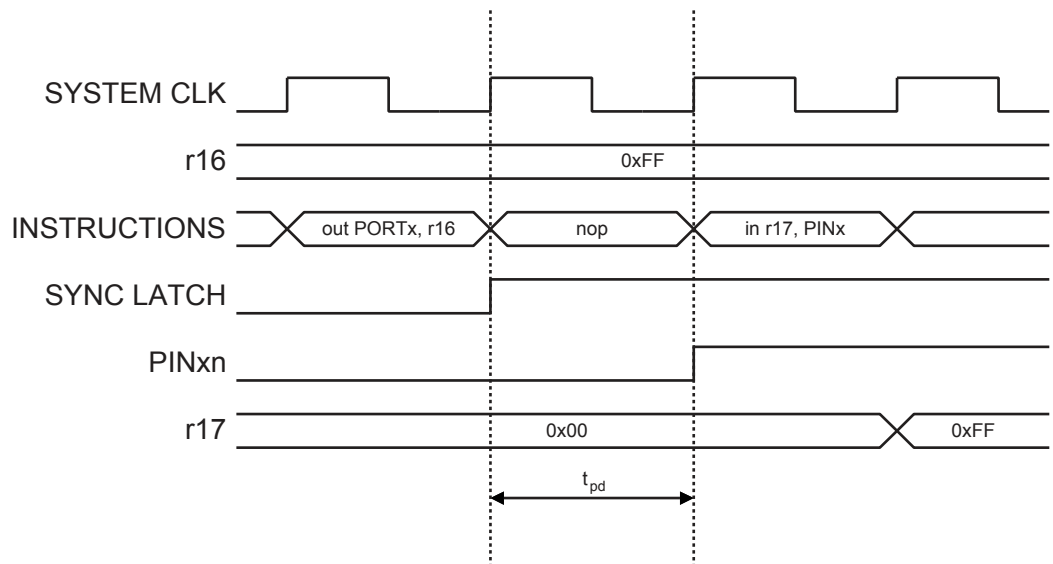 SYSTEM CLK
r16 0xFF
INSTRUCTIONS out PORTx, r16 nop in r17, PINx
SYNC LATCH
PINxn
r17 0x00 0xFF
tpd